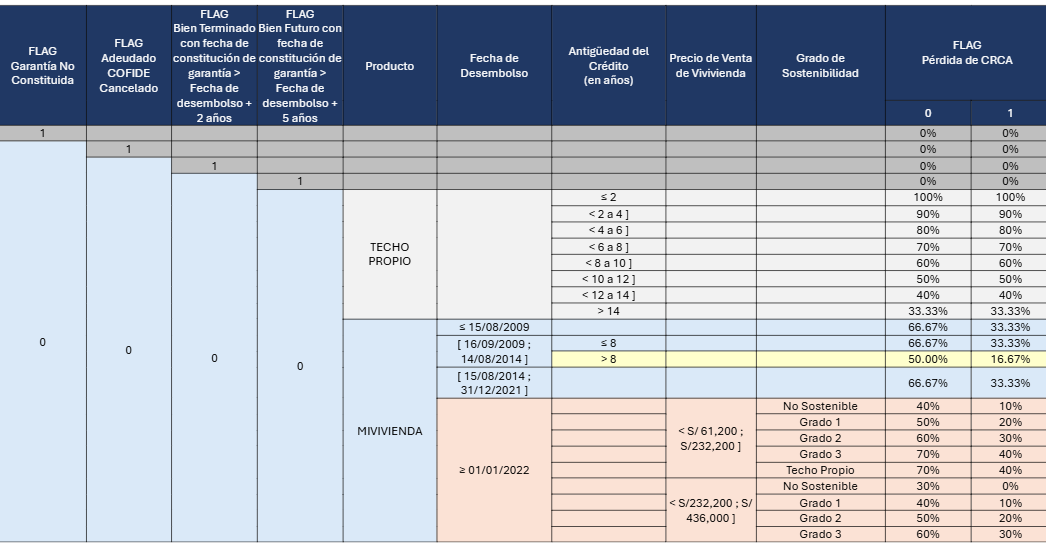 FLAG Garantía No Constituida
FLAG Adeudado COFIDE Cancelado
FLAG Bien Terminado con fecha de constitución de garantía > Fecha de desembolso + 2 años
FLAG Bien Futuro con fecha de constitución de garantía > Fecha de desembolso + 5 años
Producto
Fecha de Desembolso
Antigüedad del Crédito (en años)
Precio de Venta de Vivivienda
Grado de Sostenibilidad
FLAG Pérdida de CRCA
0 1
1 0% 0%
1 0% 0%
1 0% 0%
1 0% 0%
0 0 0 0
TECHO PROPIO
≤ 2 100% 100%
< 2 a 4 ] 90% 90%
< 4 a 6 ] 80% 80%
< 6 a 8 ] 70% 70%
< 8 a 10 ] 60% 60%
< 10 a 12 ] 50% 50%
< 12 a 14 ] 40% 40%
> 14 33.33% 33.33%
MIVIVIENDA
≤ 15/08/2009 66.67% 33.33%
[ 16/09/2009 ; 14/08/2014 ]
≤ 8 66.67% 33.33%
> 8 50.00% 16.67%
[ 15/08/2014 ; 31/12/2021 ] 66.67% 33.33%
≥ 01/01/2022
< S/ 61,200 ; S/232,200 ]
No Sostenible 40% 10%
Grado 1 50% 20%
Grado 2 60% 30%
Grado 3 70% 40%
Techo Propio 70% 40%
< S/232,200 ; S/ 436,000 ]
No Sostenible 30% 0%
Grado 1 40% 10%
Grado 2 50% 20%
Grado 3 60% 30%